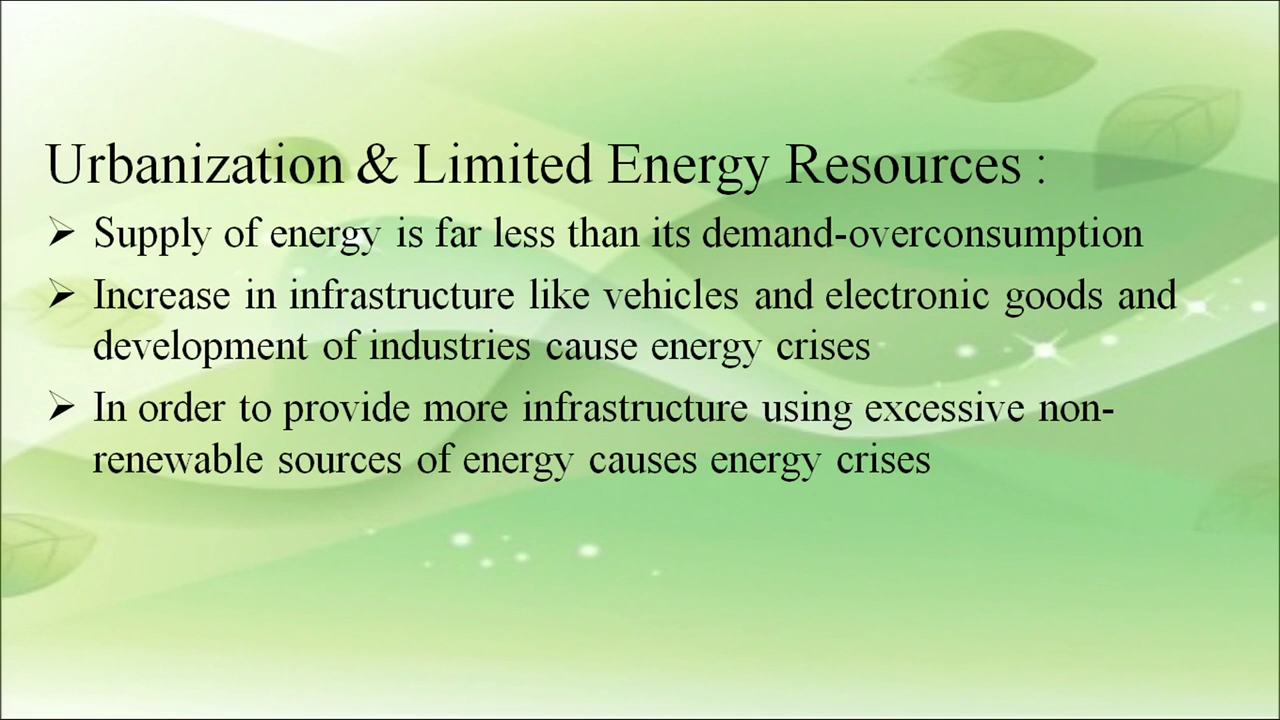 Urbanization & Limited Energy Resources :
➢ Supply of energy is far less than its demand-overconsumption
➢ Increase in infrastructure like vehicles and electronic goods and
development of industries cause energy crises
➢ In order to provide more infrastructure using excessive non-
renewable sources of energy causes energy crises